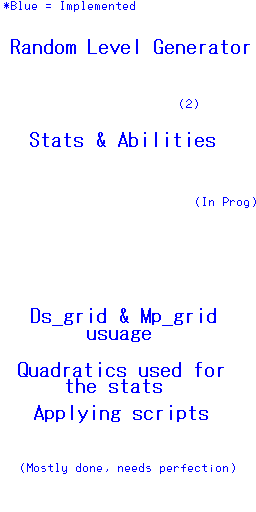 *Blue = Implemented
Random Level Generator
(2)
Stats & Abilities
(In Prog)
Ds_grid & Mp_grid
usuage
Quadratics used for
the stats
Applying scripts
(Mostly done, needs perfection)